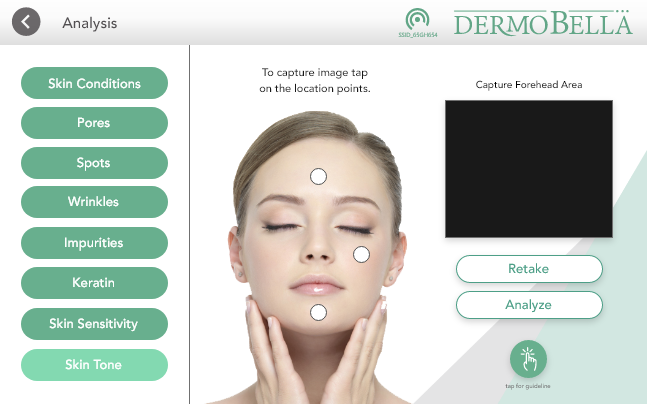 Analysis
SSID_65GH654
DERMOBELLA
Skin Conditions
Pores
Spots
Wrinkles
Impurities
Keratin
Skin Sensitivity
Skin Tone
To capture image tap
on the location points.
Capture Forehead Area
Retake
Analyze
tap for guideline